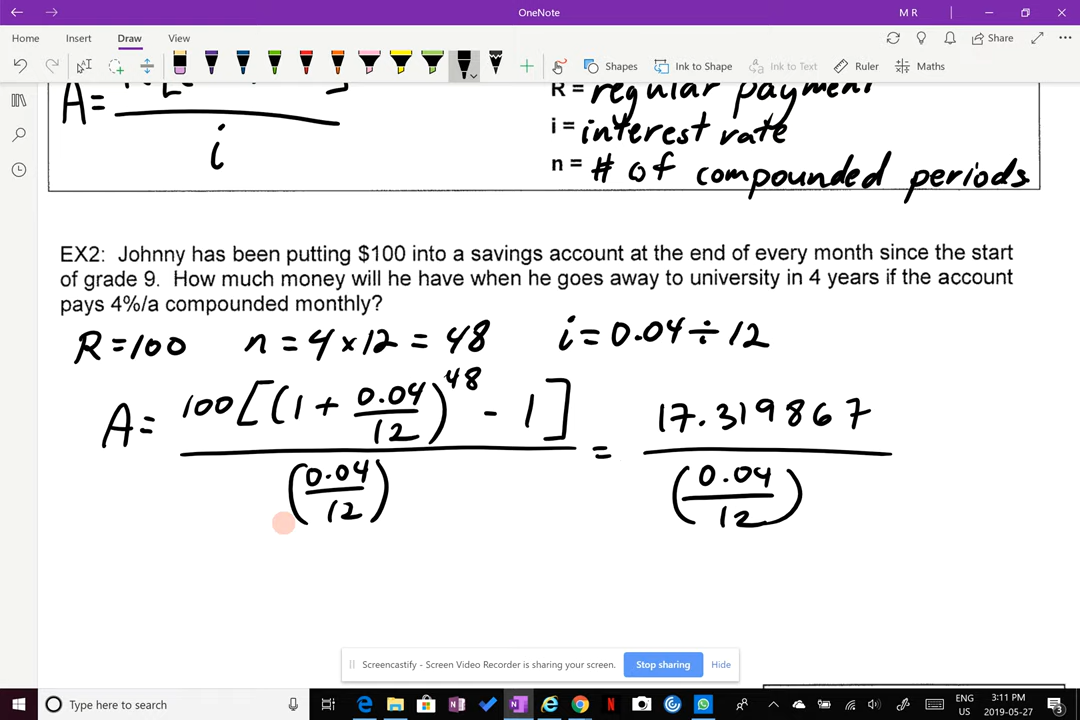 OneNote
M R
Home Insert Draw View
Share
Shapes Ink to Shape Ink to Text Ruler Maths
A=
i
R = regular payment
i = interest rate
n = # of compounded periods
EX2: Johnny has been putting $100 into a savings account at the end of every month since the start
of grade 9. How much money will he have when he goes away to university in 4 years if the account
pays 4%/a compounded monthly?
R = 100 n = 4 × 12 = 48 i = 0.04 ÷ 12
A = 100[(1 + 0.04/12)^48 - 1] / (0.04/12) = 17.319867 / (0.04/12)
Screencastify - Screen Video Recorder is sharing your screen. Stop sharing Hide
Type here to search
ENG
US
3:11 PM
2019-05-27
3